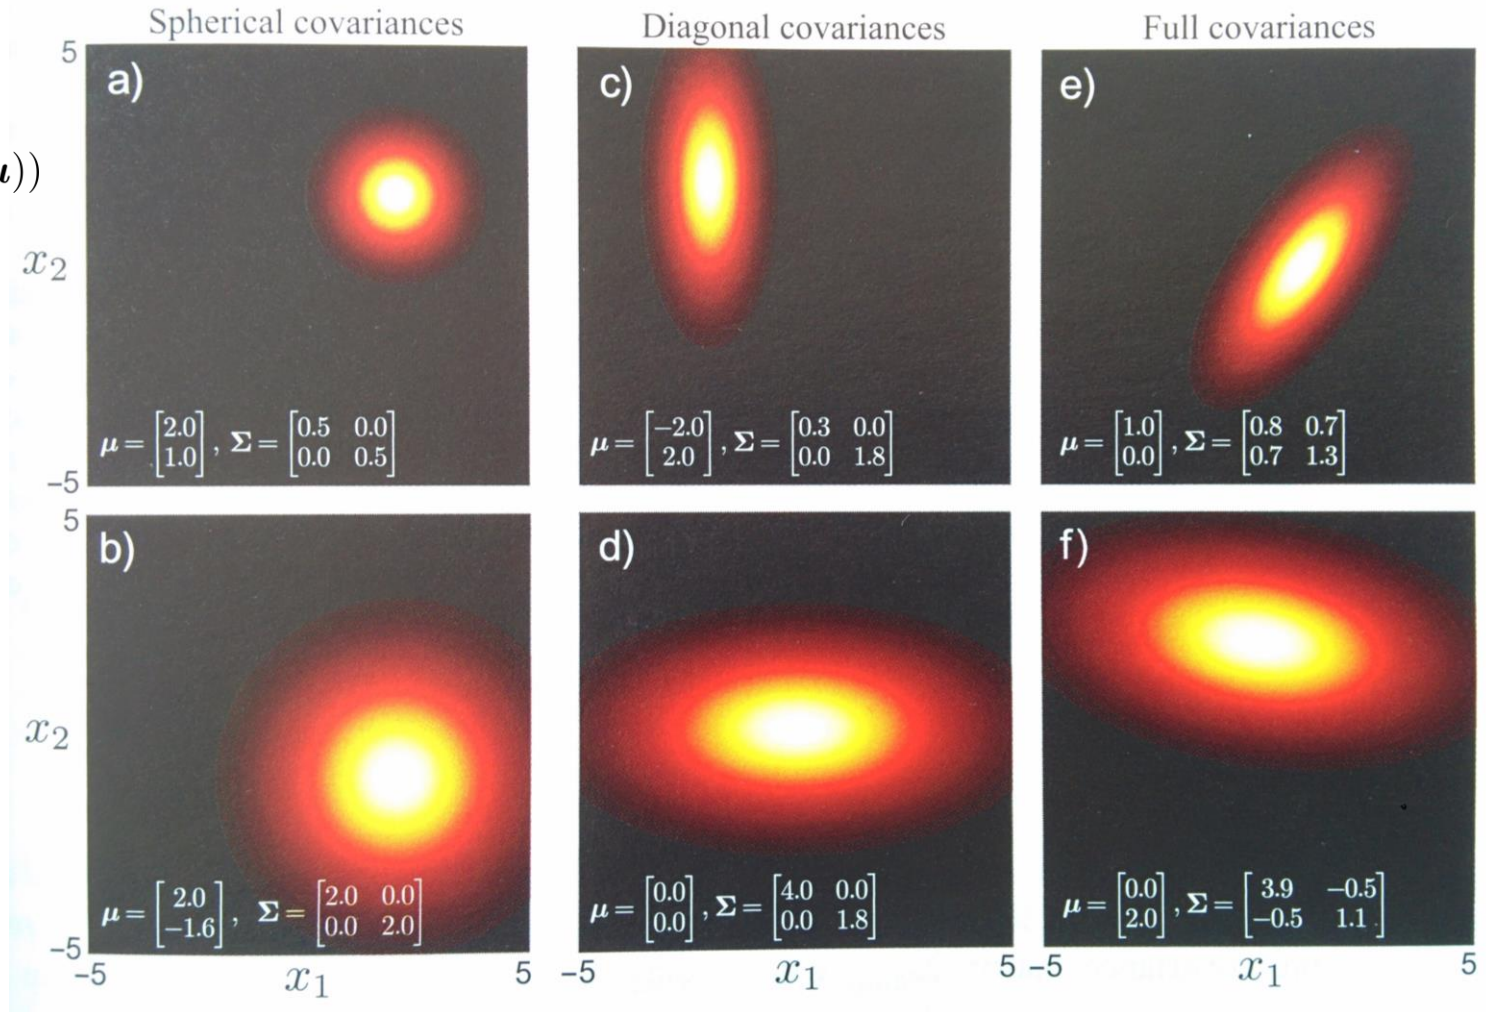 Spherical covariances
Diagonal covariances
Full covariances
5
a)
c)
e)
))
x₂
μ = [2.0 1.0], Σ = [0.5 0.0 0.0 0.5]
μ = [−2.0 2.0], Σ = [0.3 0.0 0.0 1.8]
μ = [1.0 0.0], Σ = [0.8 0.7 0.7 1.3]
−5
5
b)
d)
f)
x₂
μ = [2.0 −1.6], Σ = [2.0 0.0 0.0 2.0]
μ = [0.0 0.0], Σ = [4.0 0.0 0.0 1.8]
μ = [0.0 2.0], Σ = [3.9 −0.5 −0.5 1.1]
−5
−5 x₁ 5
−5 x₁ 5
−5 x₁ 5